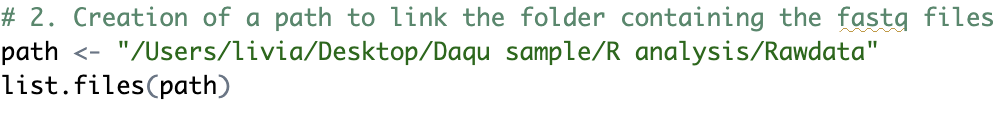 # 2. Creation of a path to link the folder containing the fastq files
path <- "/Users/livia/Desktop/Daqu sample/R analysis/Rawdata"
list.files(path)